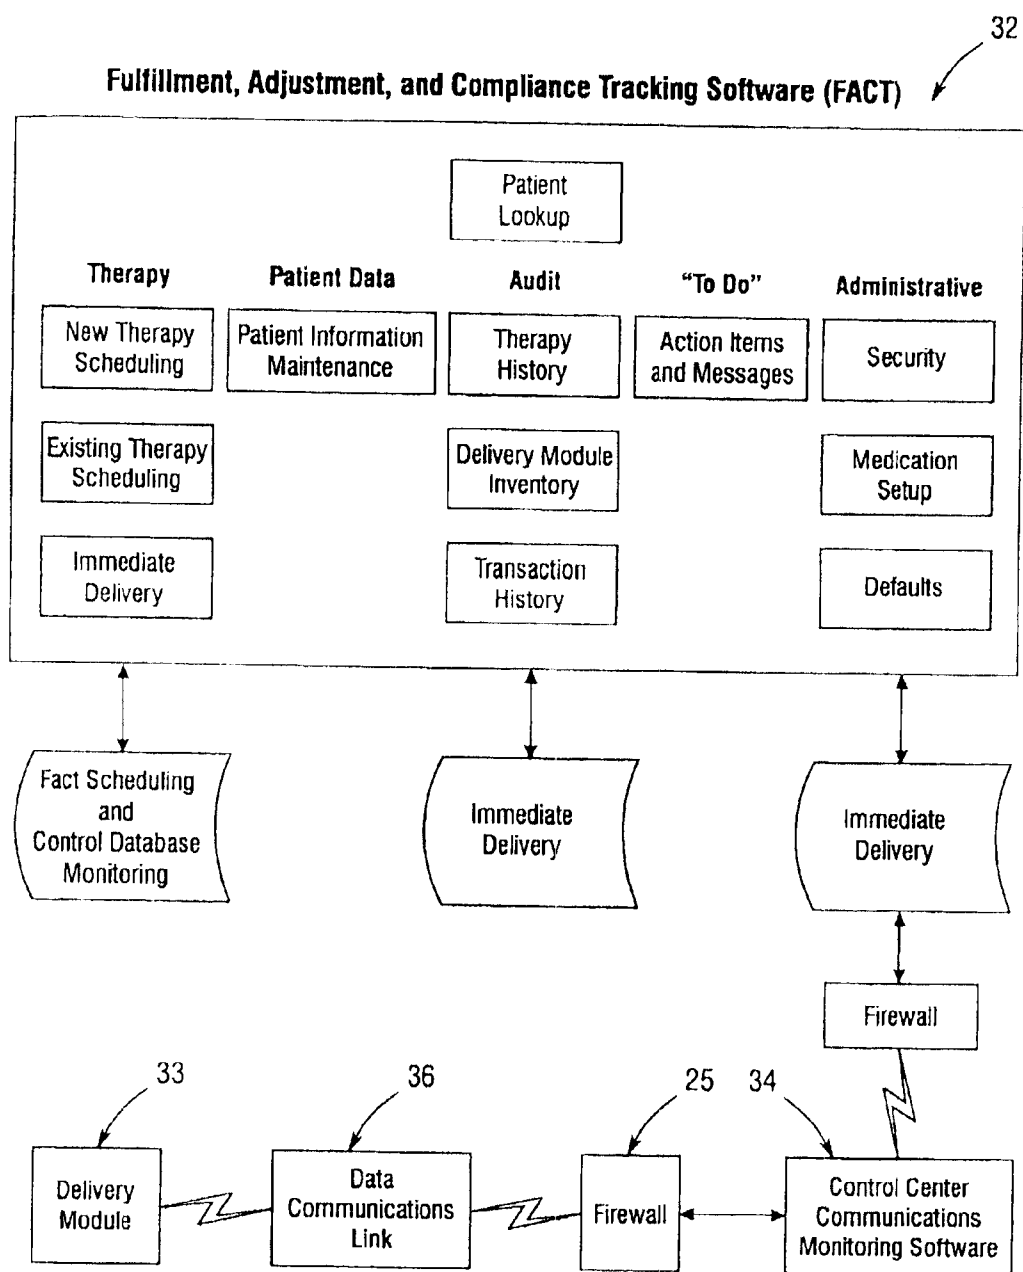 32
Fulfillment, Adjustment, and Compliance Tracking Software (FACT)
Patient
Lookup
Therapy
Patient Data
Audit
“To Do”
Administrative
New Therapy
Scheduling
Patient Information
Maintenance
Therapy
History
Action Items
and Messages
Security
Existing Therapy
Scheduling
Delivery Module
Inventory
Medication
Setup
Immediate
Delivery
Transaction
History
Defaults
Fact Scheduling
and
Control Database
Monitoring
Immediate
Delivery
Immediate
Delivery
Firewall
33
36
25
34
Delivery
Module
Data
Communications
Link
Firewall
Control Center
Communications
Monitoring Software